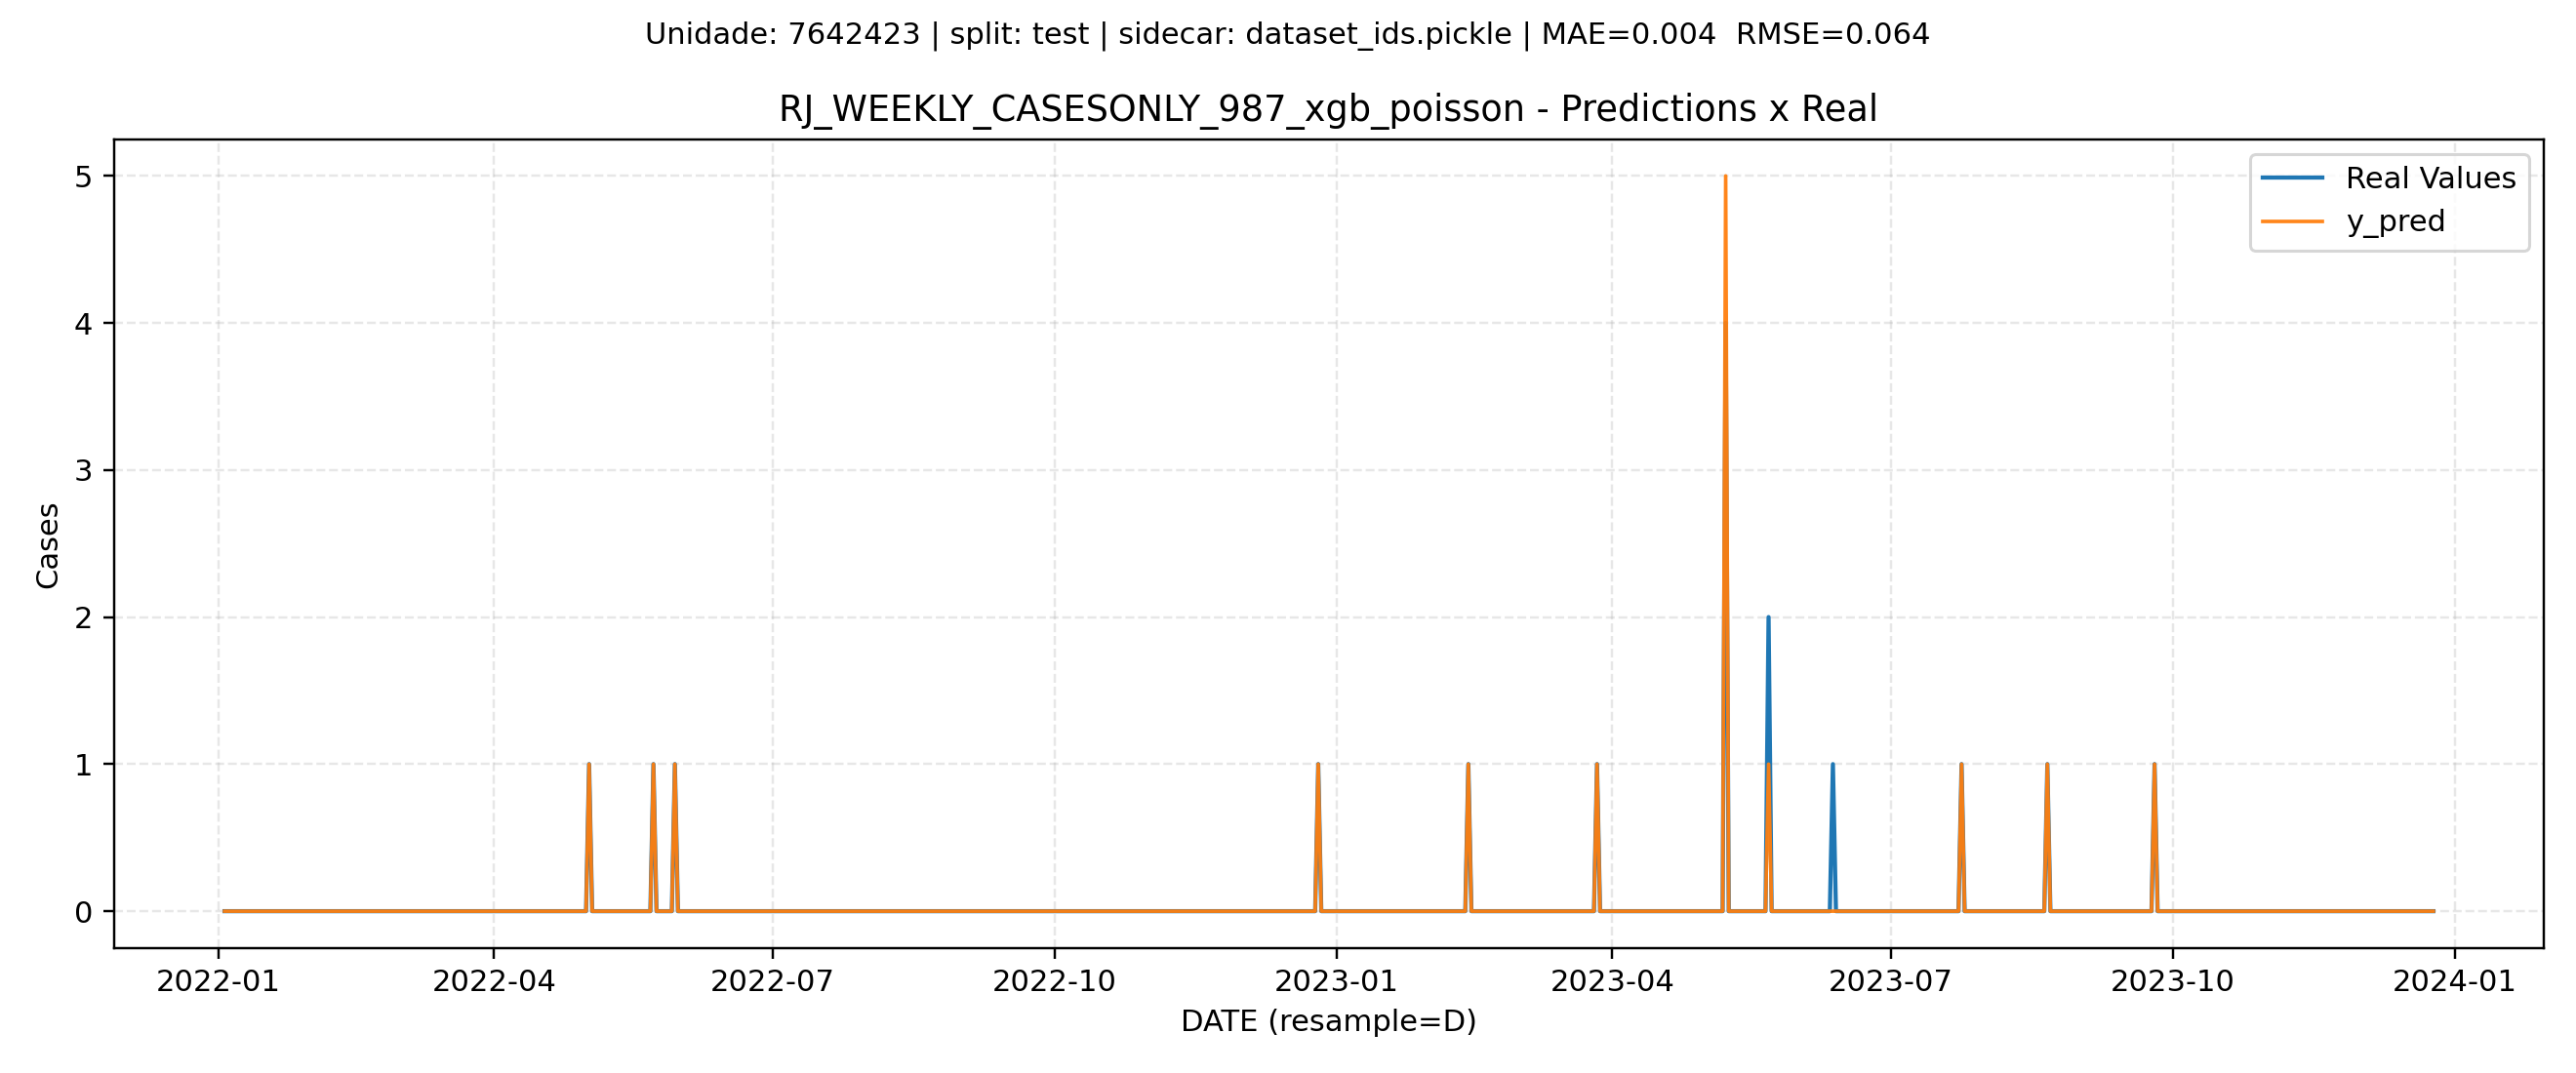 Unidade: 7642423 | split: test | sidecar: dataset_ids.pickle | MAE=0.004  RMSE=0.064
RJ_WEEKLY_CASESONLY_987_xgb_poisson - Predictions x Real
Real Values
y_pred
Cases
5
4
3
2
1
0
2022-01 2022-04 2022-07 2022-10 2023-01 2023-04 2023-07 2023-10 2024-01
DATE (resample=D)